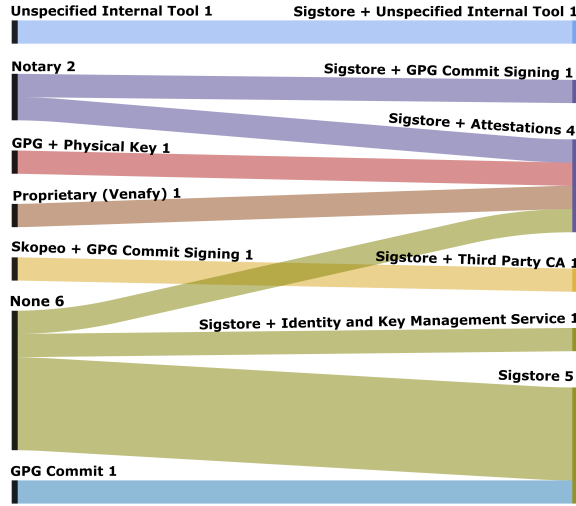 Unspecified Internal Tool 1
Sigstore + Unspecified Internal Tool 1
Notary 2
Sigstore + GPG Commit Signing 1
Sigstore + Attestations 4
GPG + Physical Key 1
Proprietary (Venafy) 1
Skopeo + GPG Commit Signing 1
Sigstore + Third Party CA 1
None 6
Sigstore + Identity and Key Management Service 1
Sigstore 5
GPG Commit 1